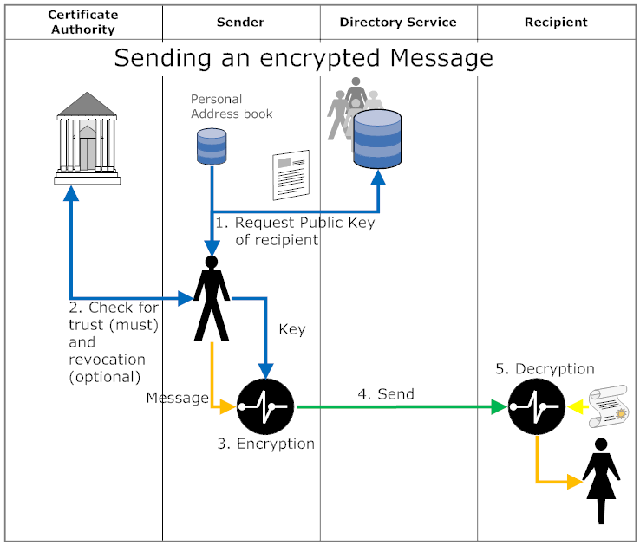 Certificate
Authority
Sender
Directory Service
Recipient
Sending an encrypted Message
Personal
Address book
1. Request Public Key
of recipient
2. Check for
trust (must)
and
revocation
(optional)
Key
Message
3. Encryption
4. Send
5. Decryption